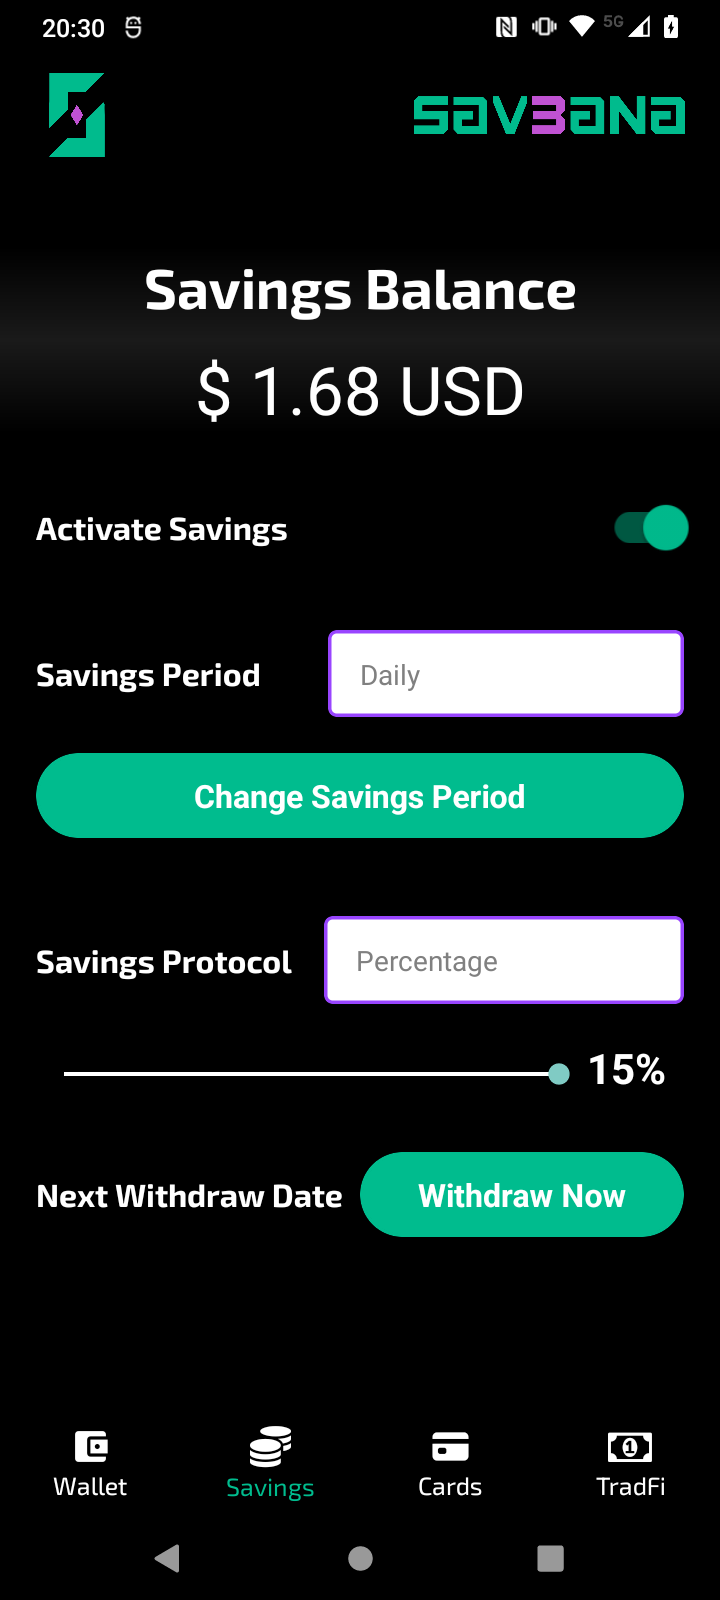 20:30 5G
SAV3ANA
Savings Balance
$ 1.68 USD
Activate Savings
Savings Period Daily
Change Savings Period
Savings Protocol Percentage
15%
Next Withdraw Date Withdraw Now
Wallet Savings Cards TradFi